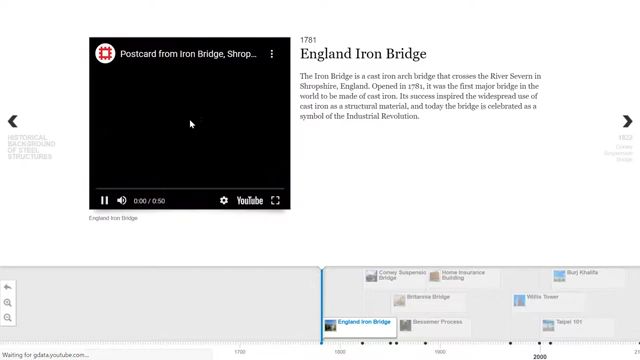 1781
England Iron Bridge
Postcard from Iron Bridge, Shrop...
The Iron Bridge is a cast iron arch bridge that crosses the River Severn in
Shropshire, England. Opened in 1781, it was the first major bridge in the
world to be made of cast iron. Its success inspired the widespread use of
cast iron as a structural material, and today the bridge is celebrated as a
symbol of the Industrial Revolution.
HISTORICAL
BACKGROUND
OF STEEL
STRUCTURES
1822
Comey
Suspensio
Bridge
0:00 / 0:50
YouTube
England Iron Bridge
Comey Suspensio
Bridge
Home Insurance
Building
Burj Khalifa
Britannia Bridge
Willis Tower
England Iron Bridge
Bessemer Process
Taipei 101
1700
1800
1900
2000
Waiting for gdata.youtube.com...